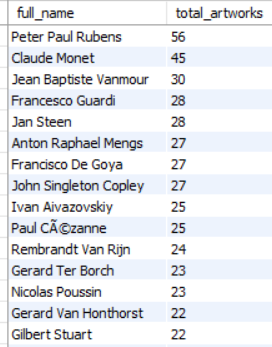 full_name total_artworks
Peter Paul Rubens 56
Claude Monet 45
Jean Baptiste Vanmour 30
Francesco Guardi 28
Jan Steen 28
Anton Raphael Mengs 27
Francisco De Goya 27
John Singleton Copley 27
Ivan Aivazovskiy 25
Paul CÃ©zanne 25
Rembrandt Van Rijn 24
Gerard Ter Borch 23
Nicolas Poussin 23
Gerard Van Honthorst 22
Gilbert Stuart 22